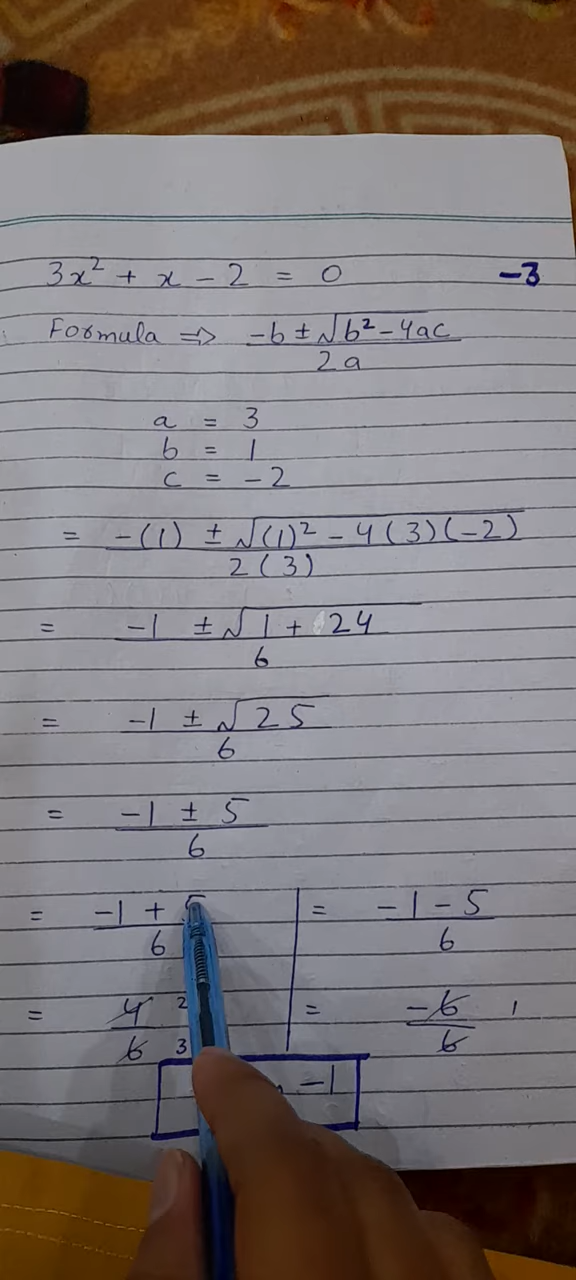 3x² + x - 2 = 0 -3
Formula ⇒ -b ± √b² - 4ac
2a
a = 3
b = 1
c = -2
= -(1) ± √(1)² - 4(3)(-2)
2(3)
= -1 ± √1 + 24
6
= -1 ± √25
6
= -1 ± 5
6
= -1 + 5 = -1 - 5
6 6
= 4 2 = -6 1
6 3 6
-1